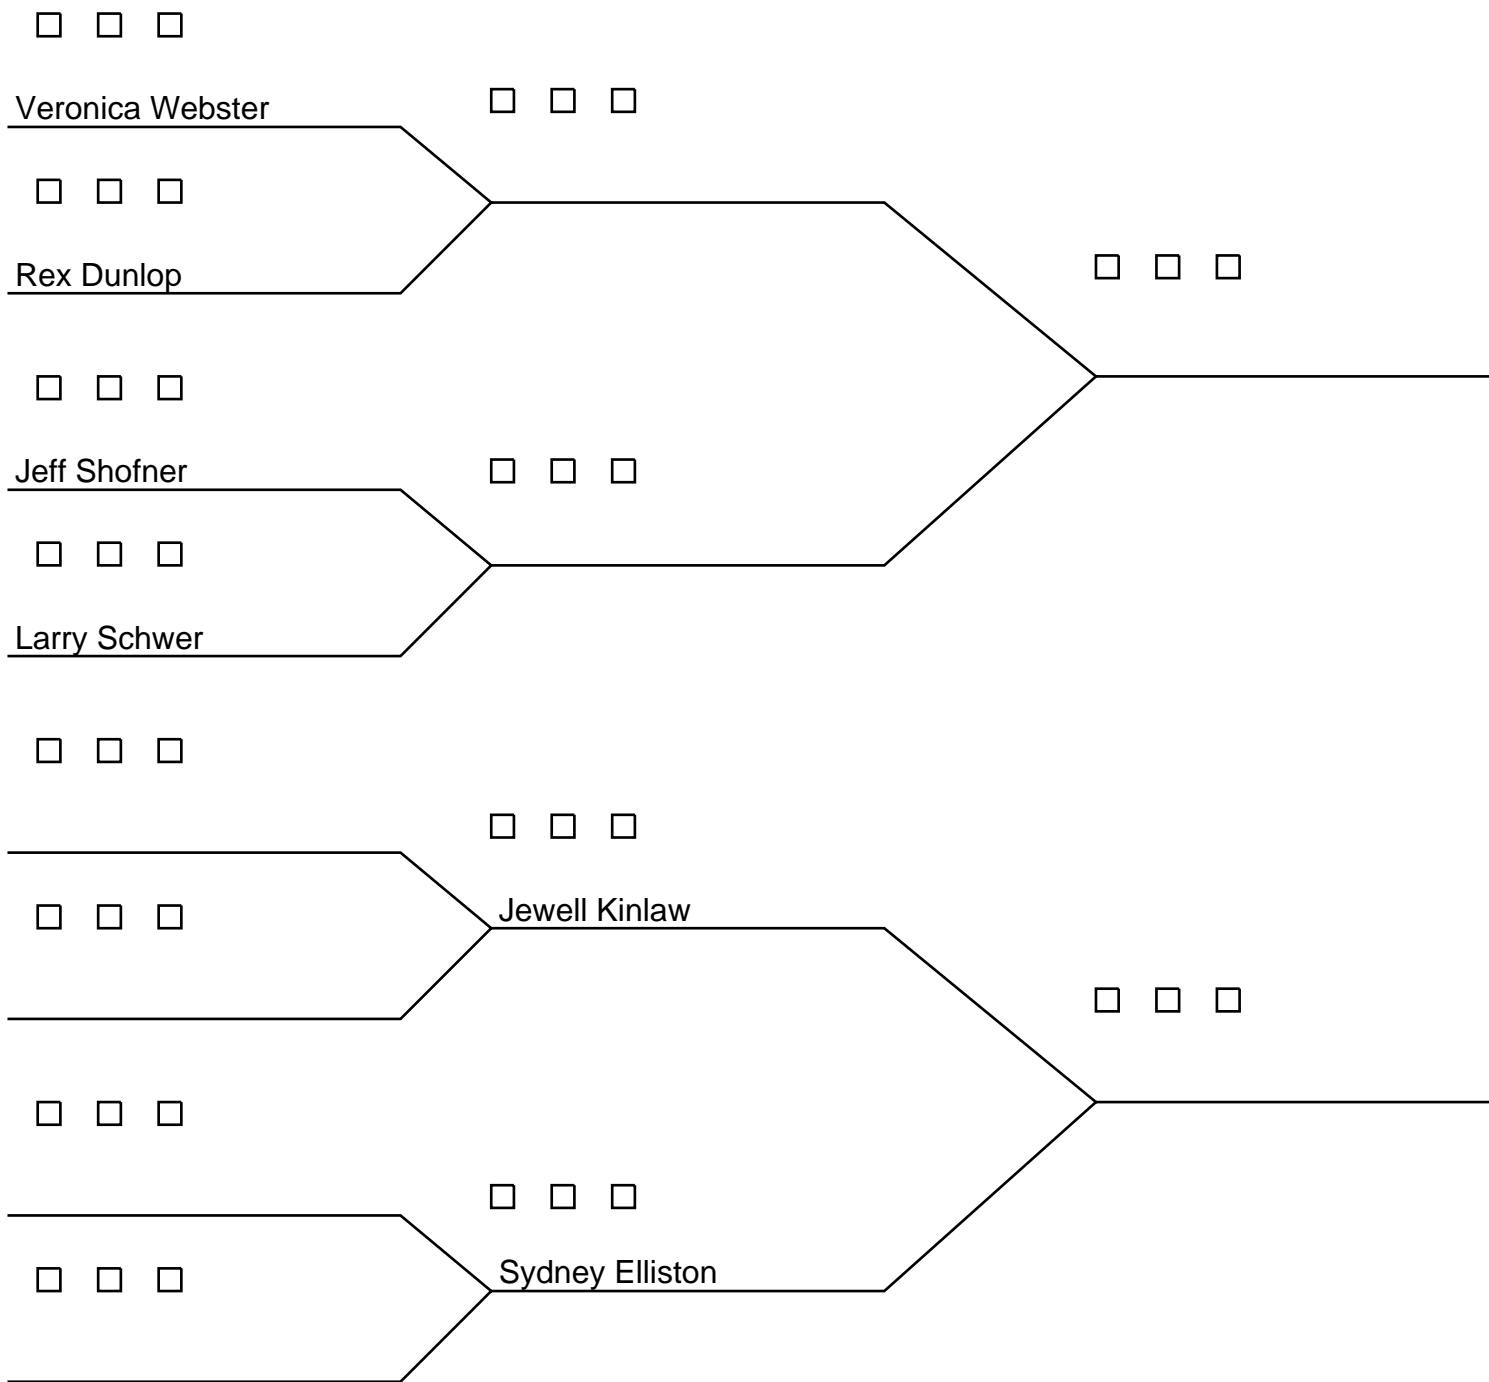 Veronica Webster
Rex Dunlop
Jeff Shofner
Larry Schwer
Jewell Kinlaw
Sydney Elliston